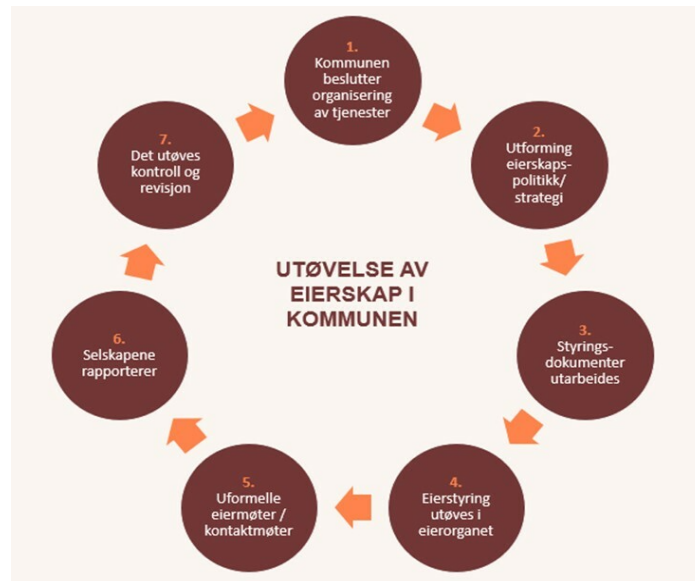 1.
Kommunen
beslutter
organisering
av tjenester
2.
Utforming
eierskaps-
politikk/
strategi
3.
Styrings-
dokumenter
utarbeides
4.
Eierstyring
utøves i
eierorganet
5.
Uformelle
eiermøter /
kontaktmøter
6.
Selskapene
rapporterer
7.
Det utøves
kontroll og
revisjon
UTØVELSE AV
EIERSKAP I
KOMMUNEN